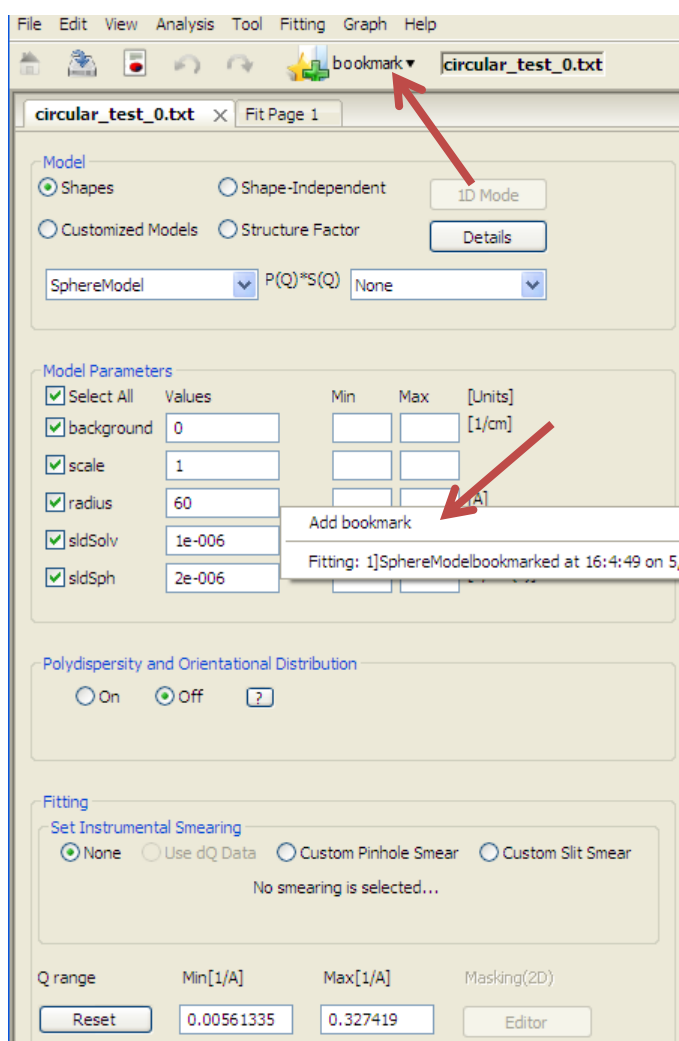 File Edit View Analysis Tool Fitting Graph Help
bookmark circular_test_0.txt
circular_test_0.txt Fit Page 1
Model
Shapes Shape-Independent 1D Mode
Customized Models Structure Factor Details
SphereModel P(Q)*S(Q) None
Model Parameters
Select All Values Min Max [Units]
background 0 [1/cm]
scale 1
radius 60 [A]
Add bookmark
sldSolv 1e-006
Fitting: 1]SphereModelbookmarked at 16:4:49 on 5,
sldSph 2e-006
Polydispersity and Orientational Distribution
On Off ?
Fitting
Set Instrumental Smearing
None Use dQ Data Custom Pinhole Smear Custom Slit Smear
No smearing is selected...
Q range Min[1/A] Max[1/A] Masking(2D)
Reset 0.00561335 0.327419 Editor